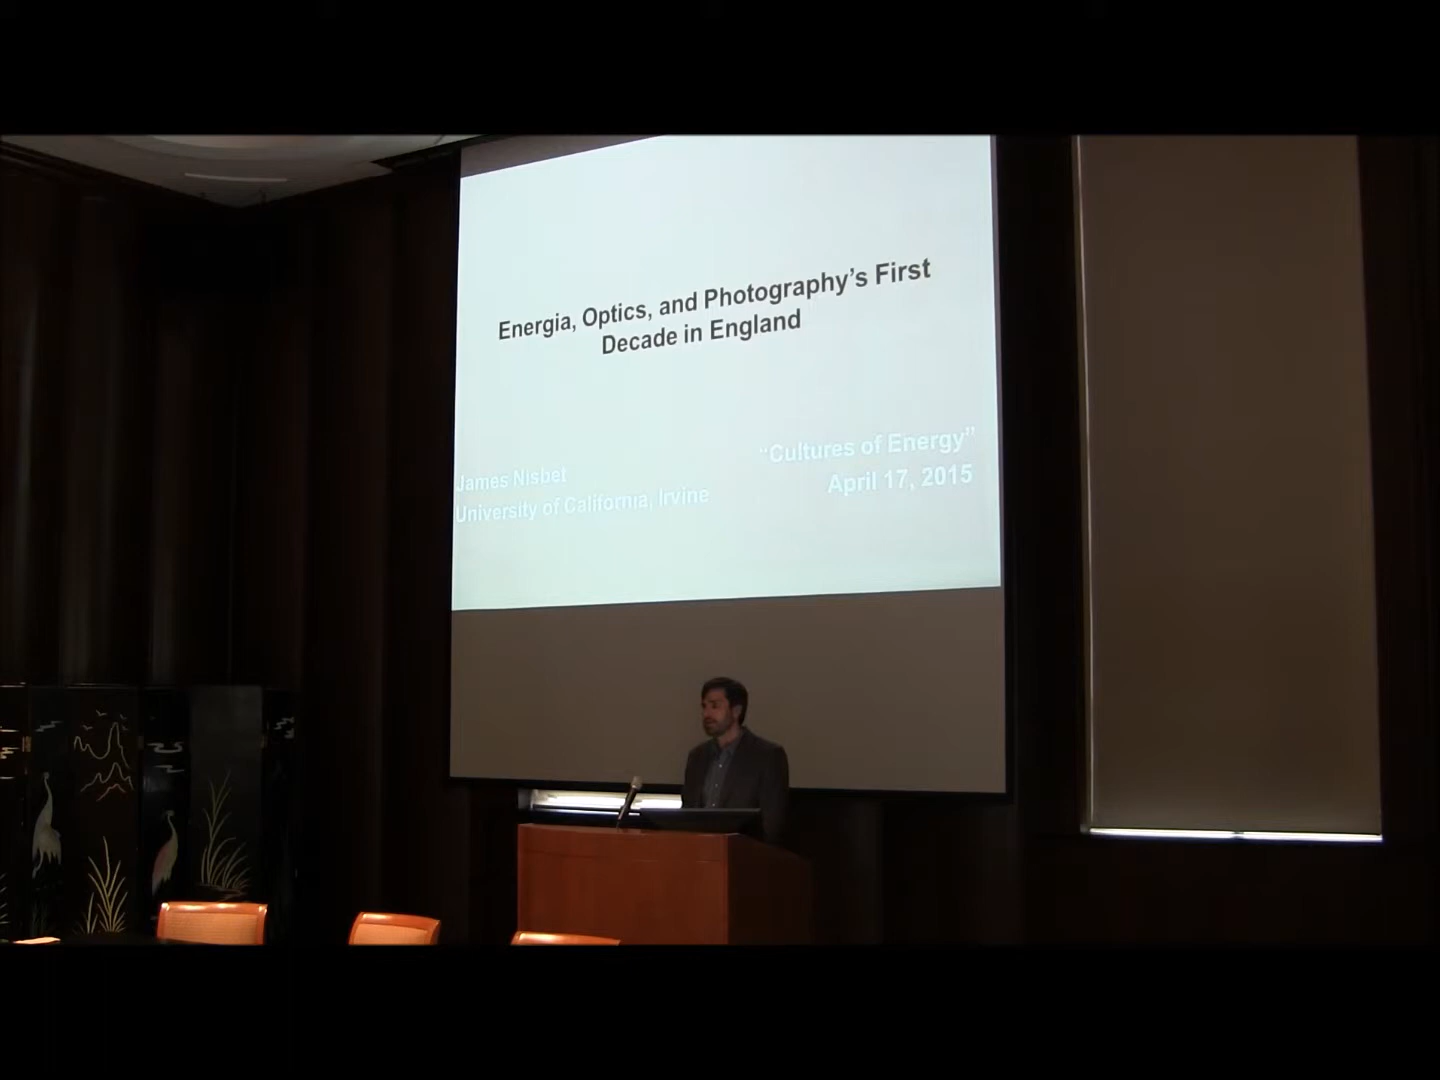 Energia, Optics, and Photography's First
Decade in England
James Nisbet
University of California, Irvine
“Cultures of Energy”
April 17, 2015